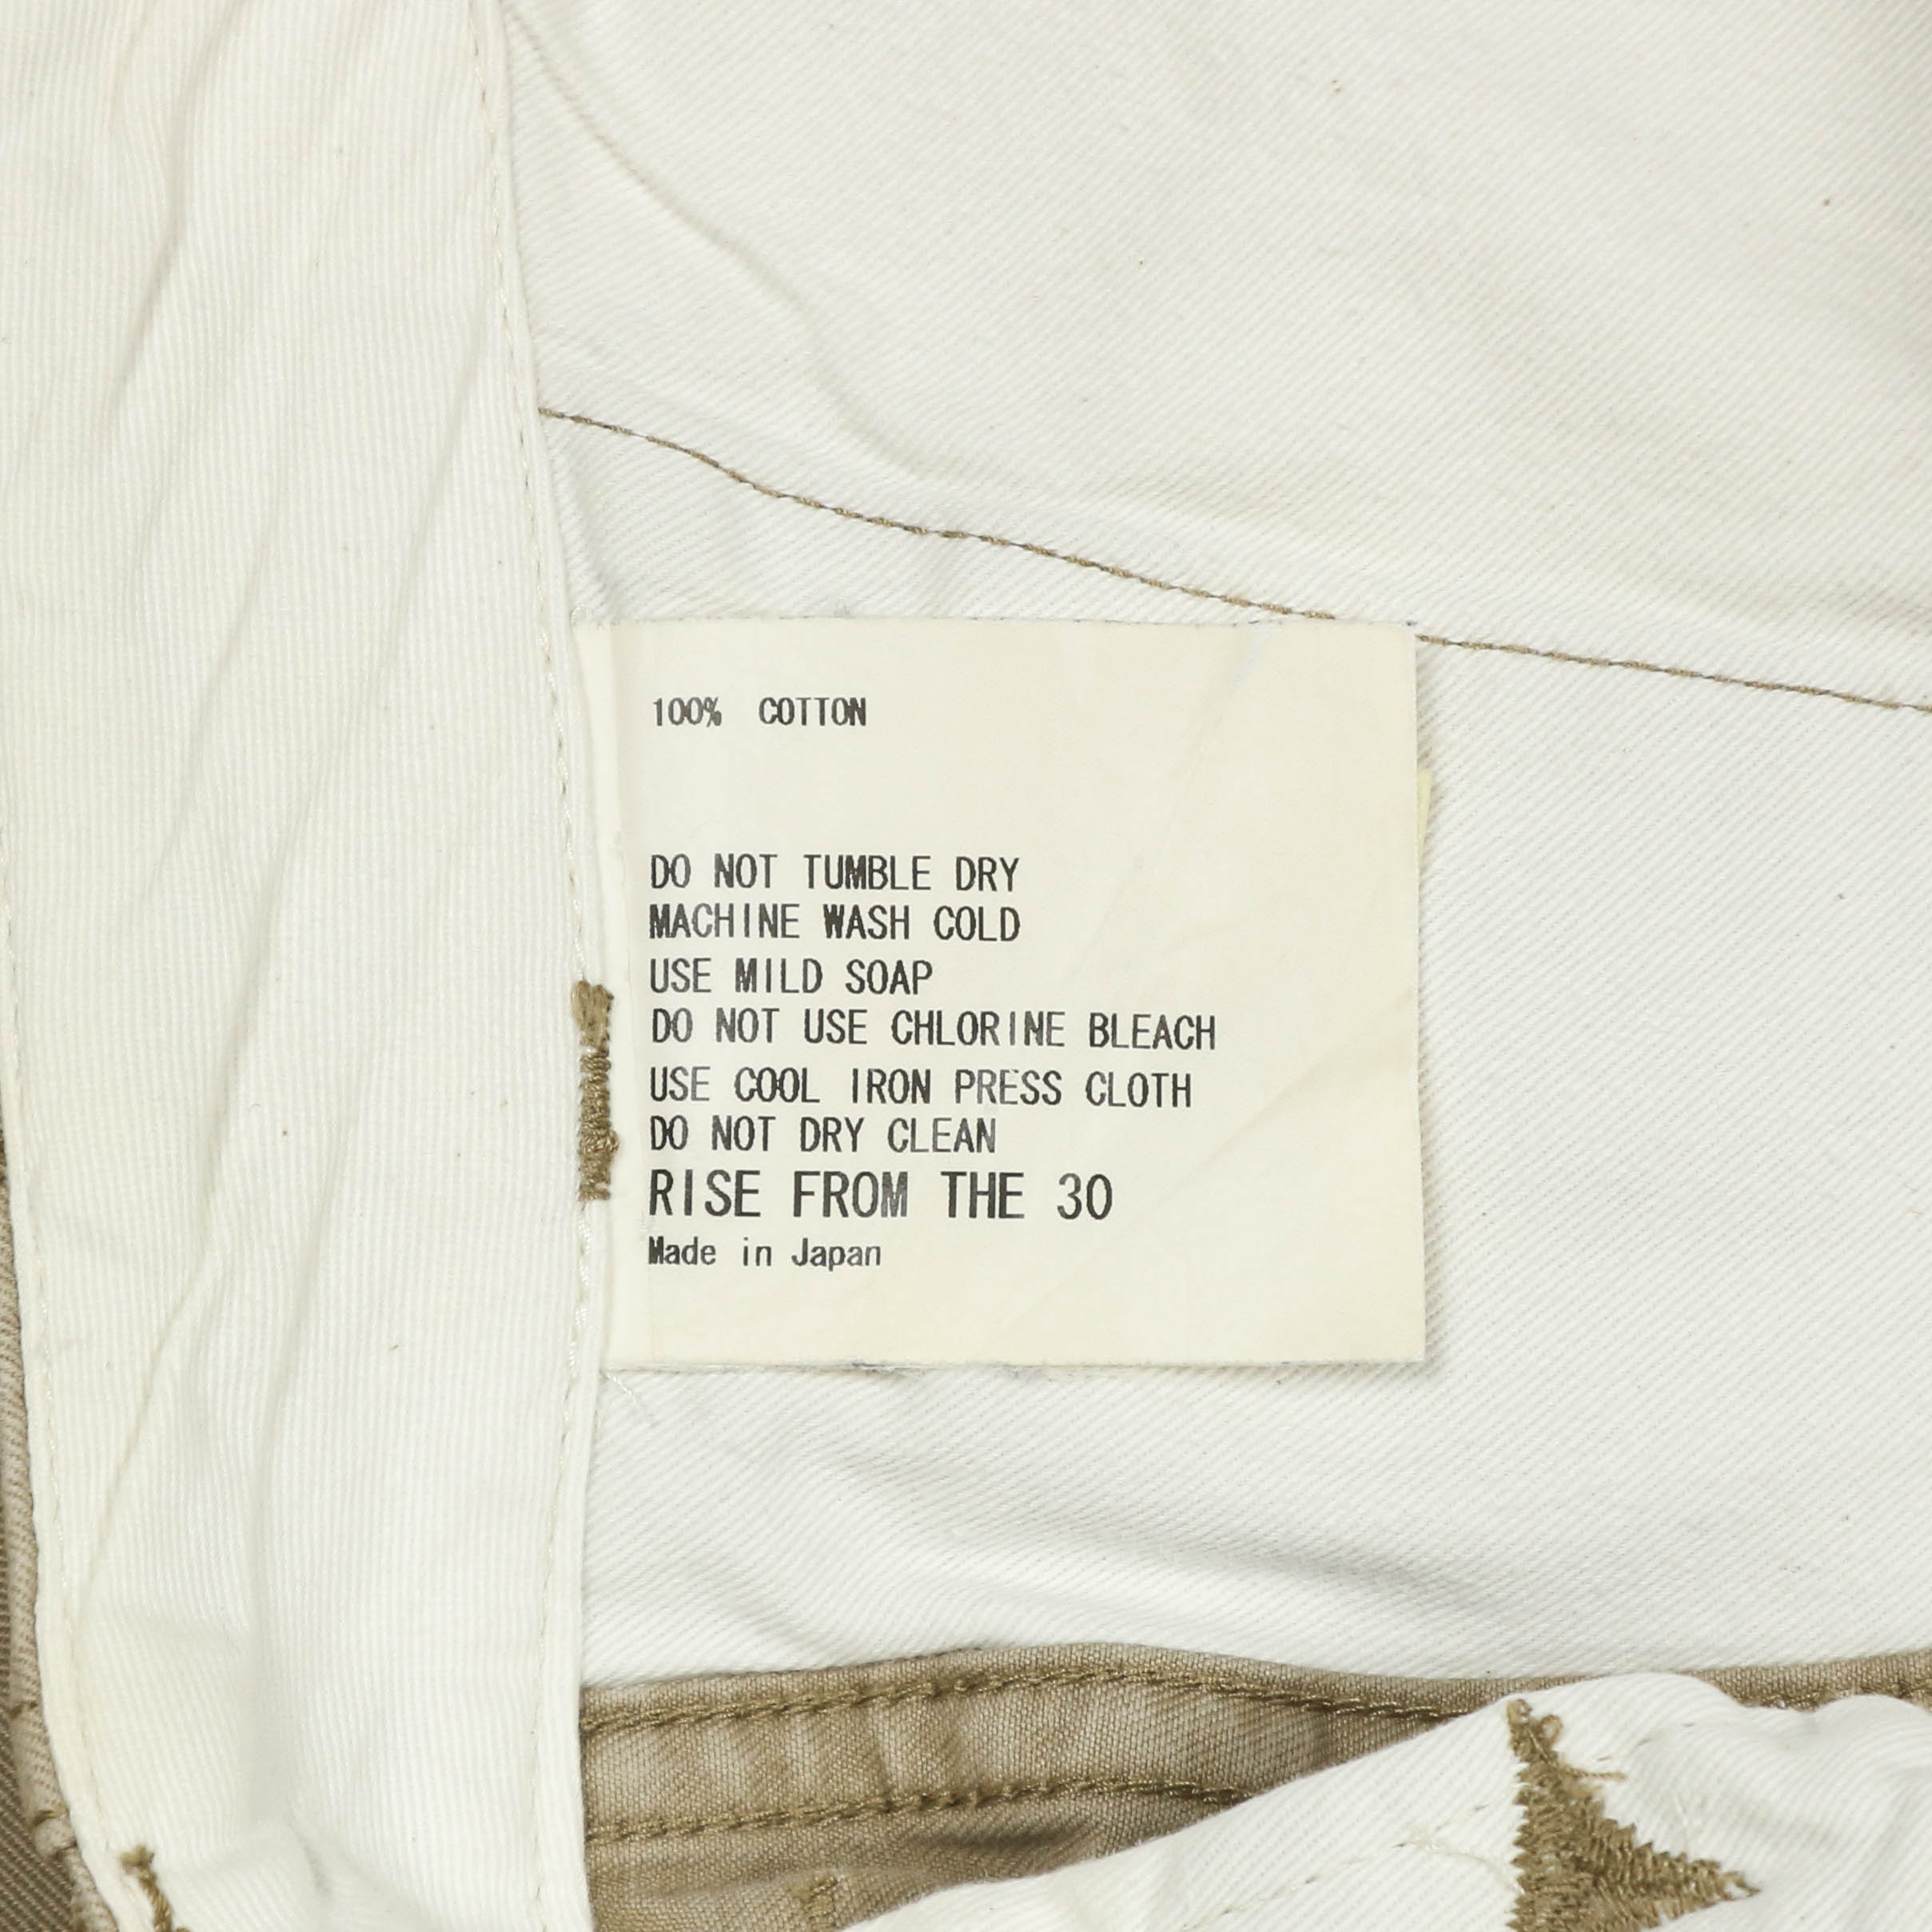 100% COTTON
DO NOT TUMBLE DRY
MACHINE WASH COLD
USE MILD SOAP
DO NOT USE CHLORINE BLEACH
USE COOL IRON PRESS CLOTH
DO NOT DRY CLEAN
RISE FROM THE 30
Made in Japan